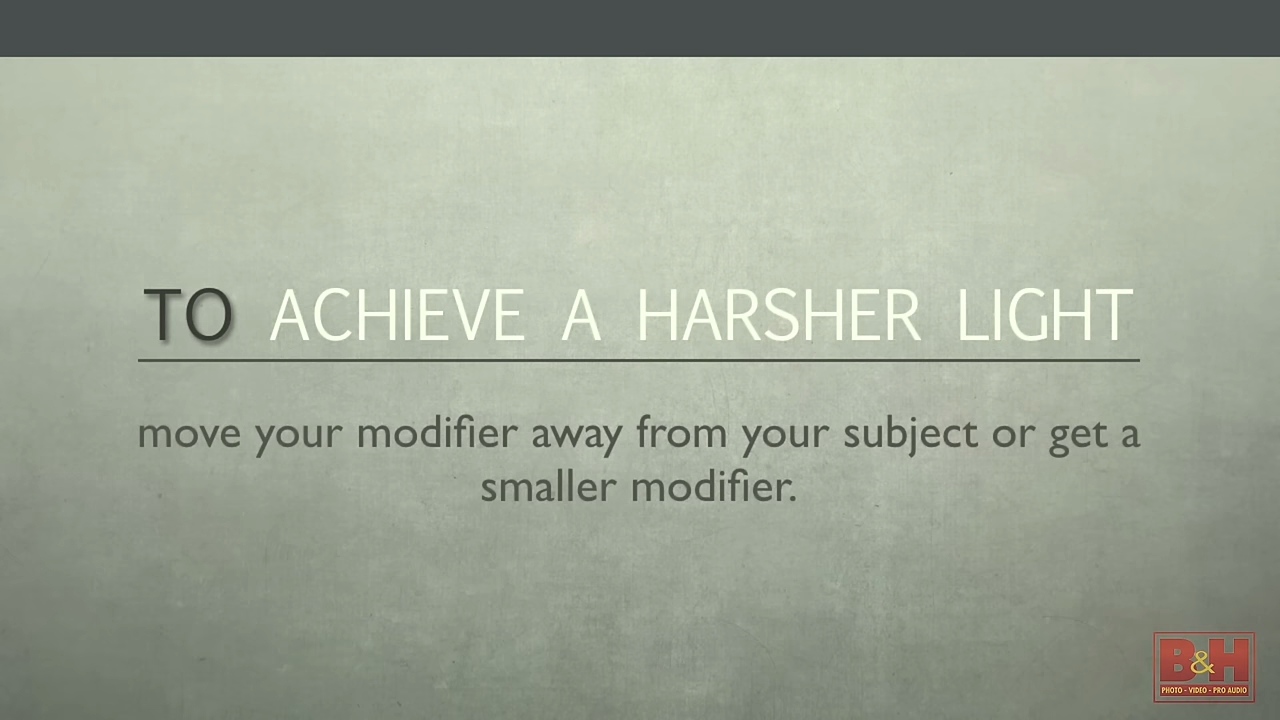 TO ACHIEVE A HARSHER LIGHT
move your modifier away from your subject or get a
smaller modifier.
B&H
PHOTO - VIDEO - PRO AUDIO